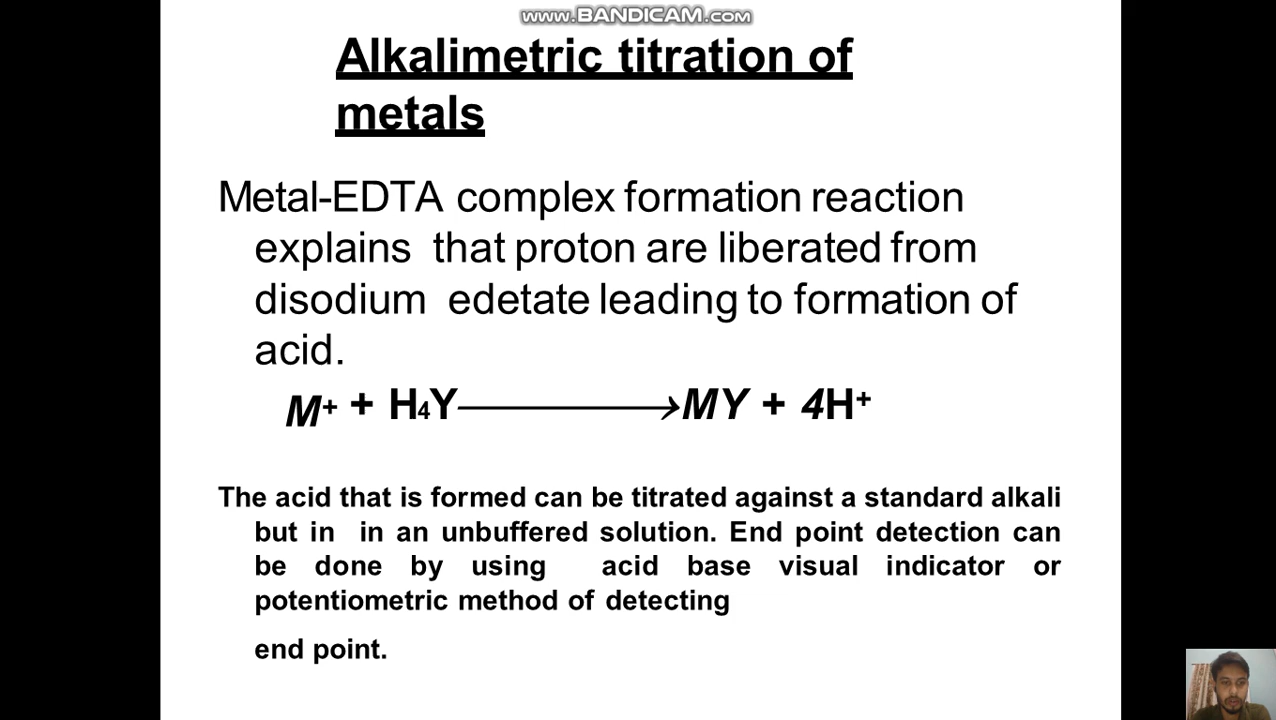 www.BANDICAM.com
Alkalimetric titration of
metals
Metal-EDTA complex formation reaction
explains that proton are liberated from
disodium edetate leading to formation of
acid.
M+ + H4Y⟶MY + 4H+
The acid that is formed can be titrated against a standard alkali
but in in an unbuffered solution. End point detection can
be done by using acid base visual indicator or
potentiometric method of detecting
end point.